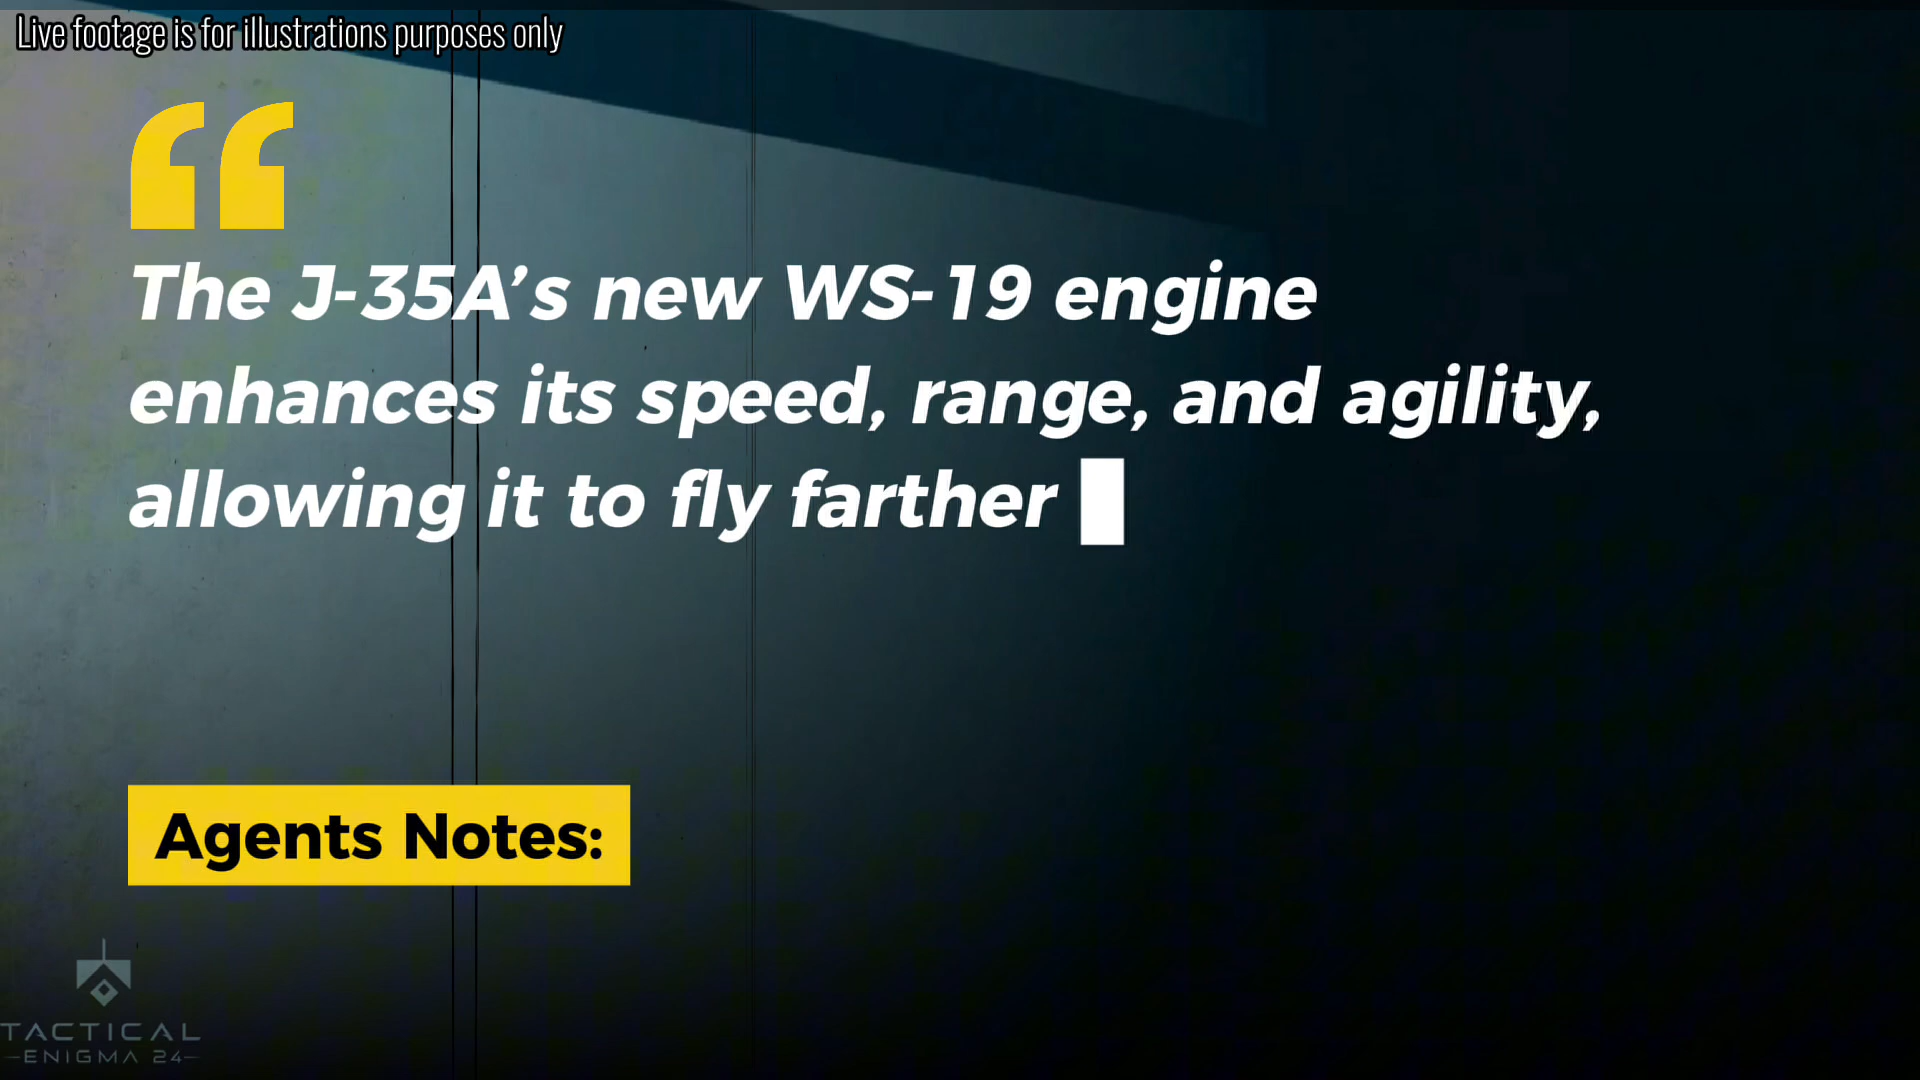 Live footage is for illustrations purposes only
The J-35A’s new WS-19 engine
enhances its speed, range, and agility,
allowing it to fly farther
Agents Notes:
TACTICAL
ENIGMA 24